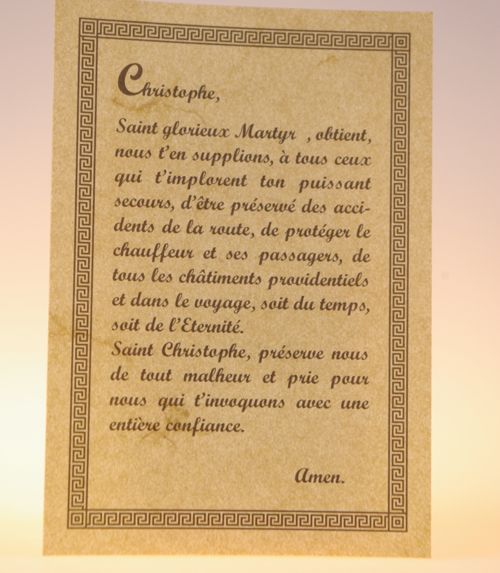 Christophe,
Saint glorieux Martyr , obtient,
nous t'en supplions, à tous ceux
qui t'implorent ton puissant
secours, d'être préservé des acci-
dents de la route, de protéger le
chauffeur et ses passagers, de
tous les châtiments providentiels
et dans le voyage, soit du temps,
soit de l'Eternité.
Saint Christophe, préserve nous
de tout malheur et prie pour
nous qui t'invoquons avec une
entière confiance.
Amen.